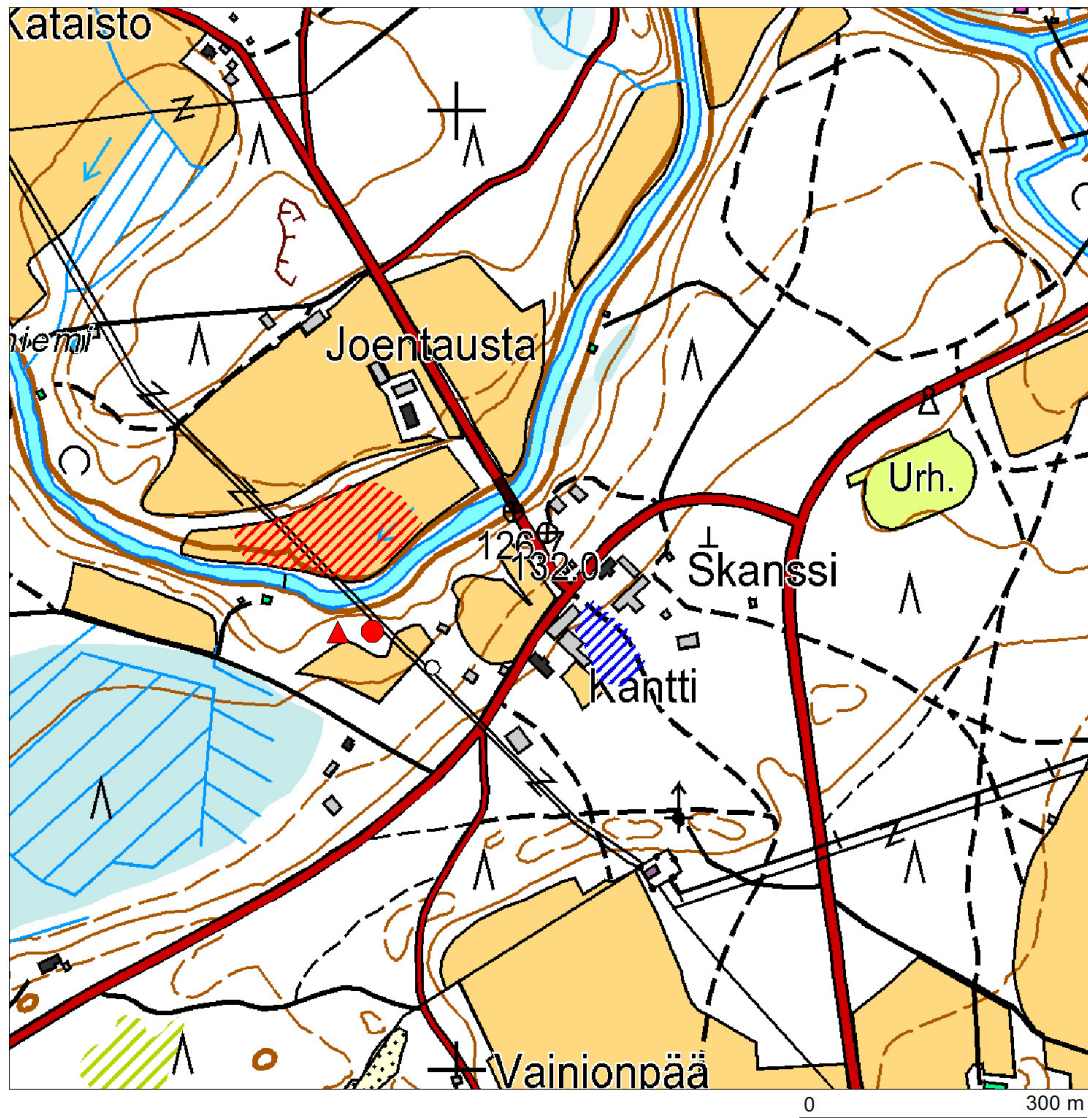 Kataisto
niemi
Joentausta
Urh.
126.7
132.0
Skanssi
Kantti
Vainionpää
0 300 m